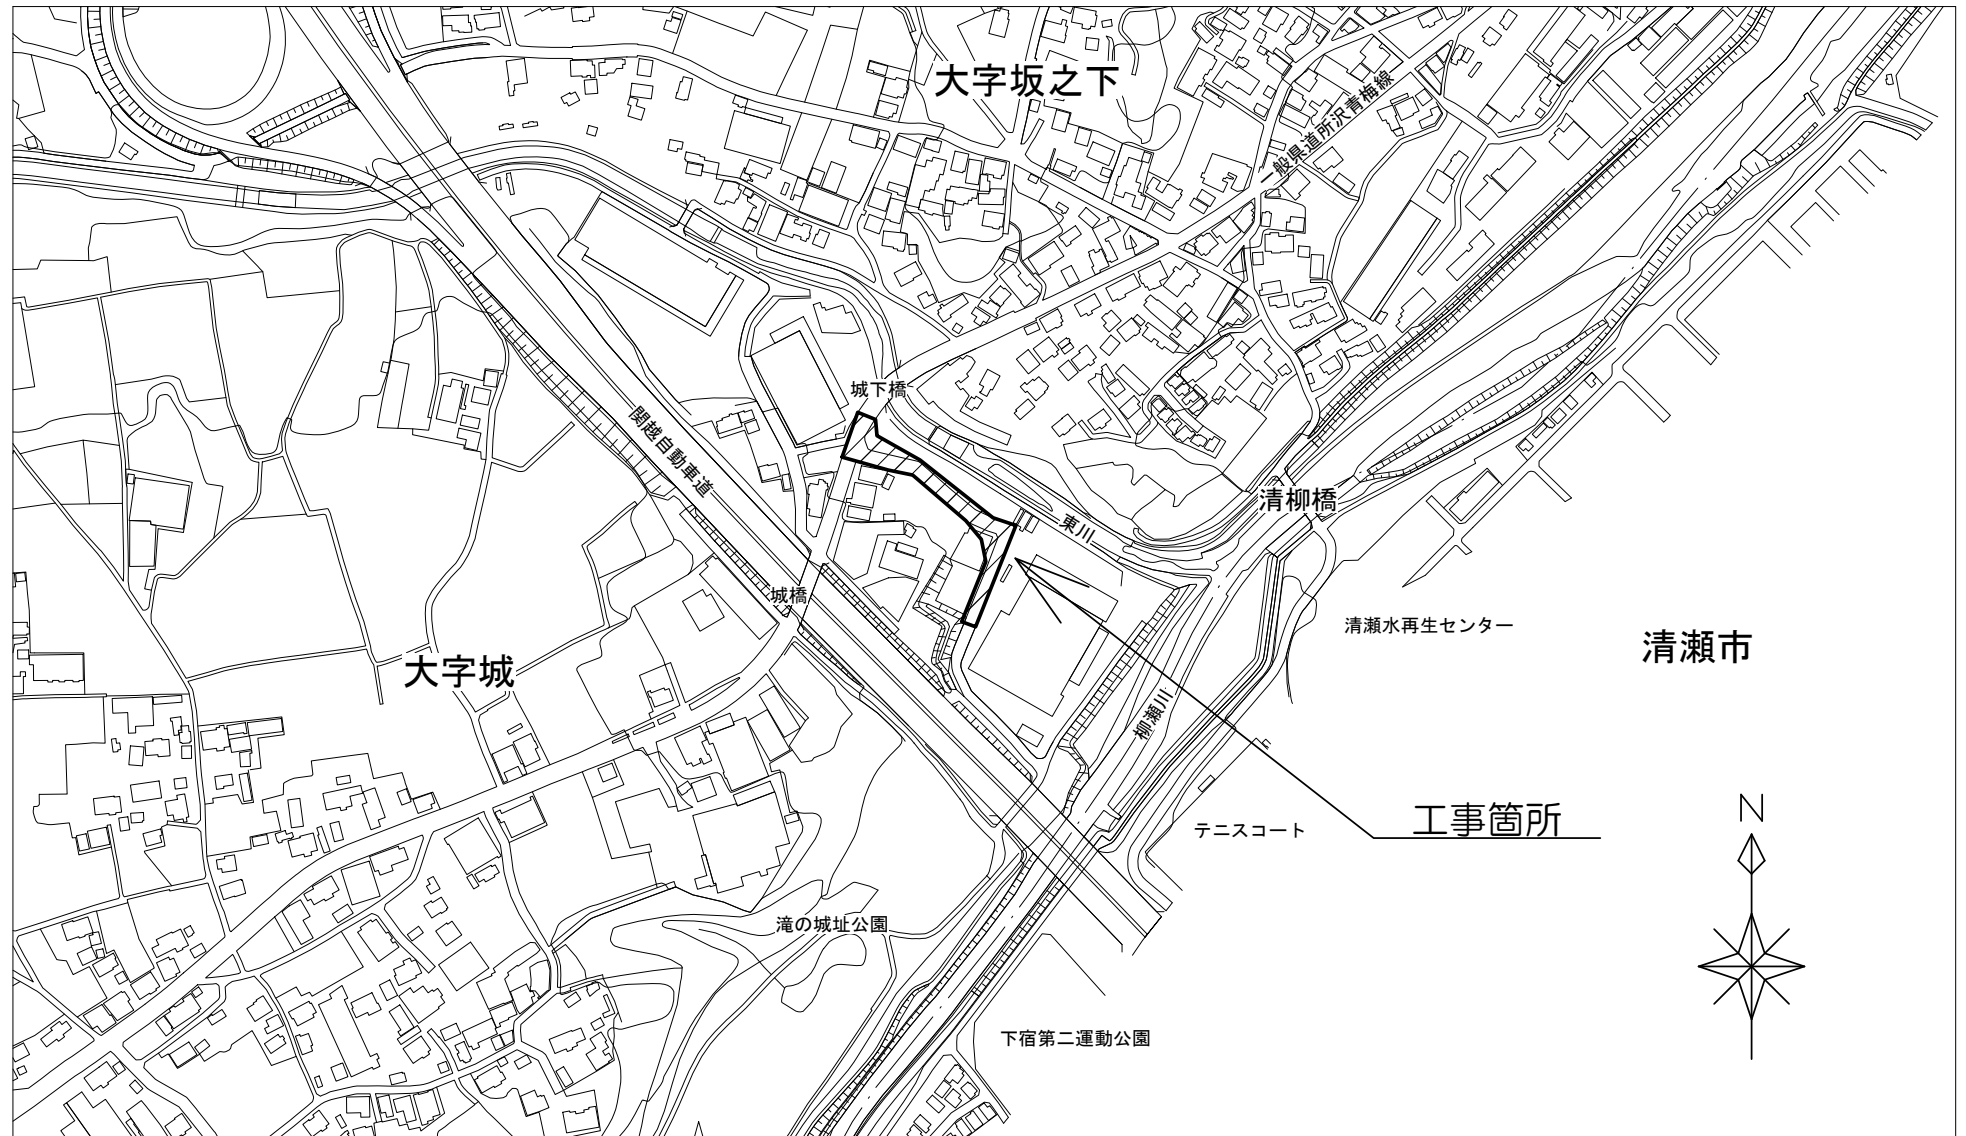 大字坂之下
一般県道所沢青梅線
城下橋
関越自動車道
清柳橋
東川
城橋
清瀬水再生センター
清瀬市
大字城
柳瀬川
工事箇所
テニスコート
N
滝の城址公園
下宿第二運動公園